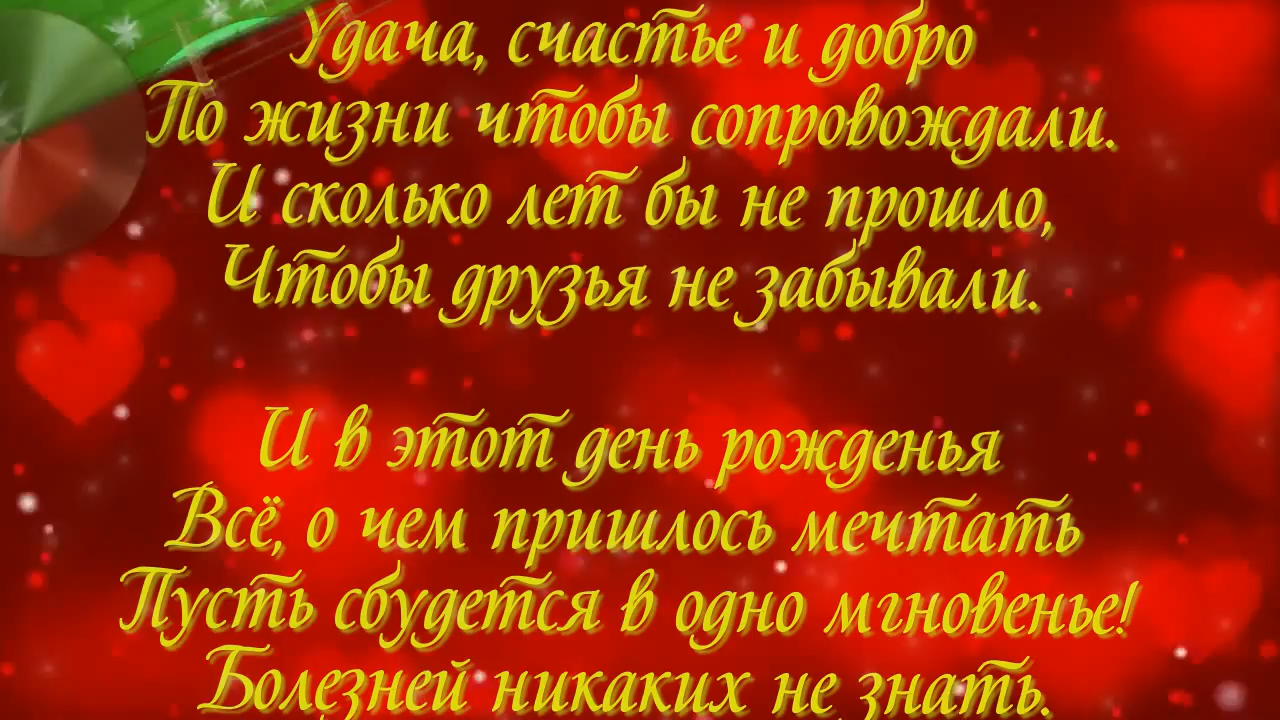 Удача, счастье и добро
По жизни чтобы сопровождали.
И сколько лет бы не прошло,
Чтобы друзья не забывали.
И в этот день рожденья
Всё, о чем пришлось мечтать
Пусть сбудется в одно мгновенье!
Болезней никаких не знать.